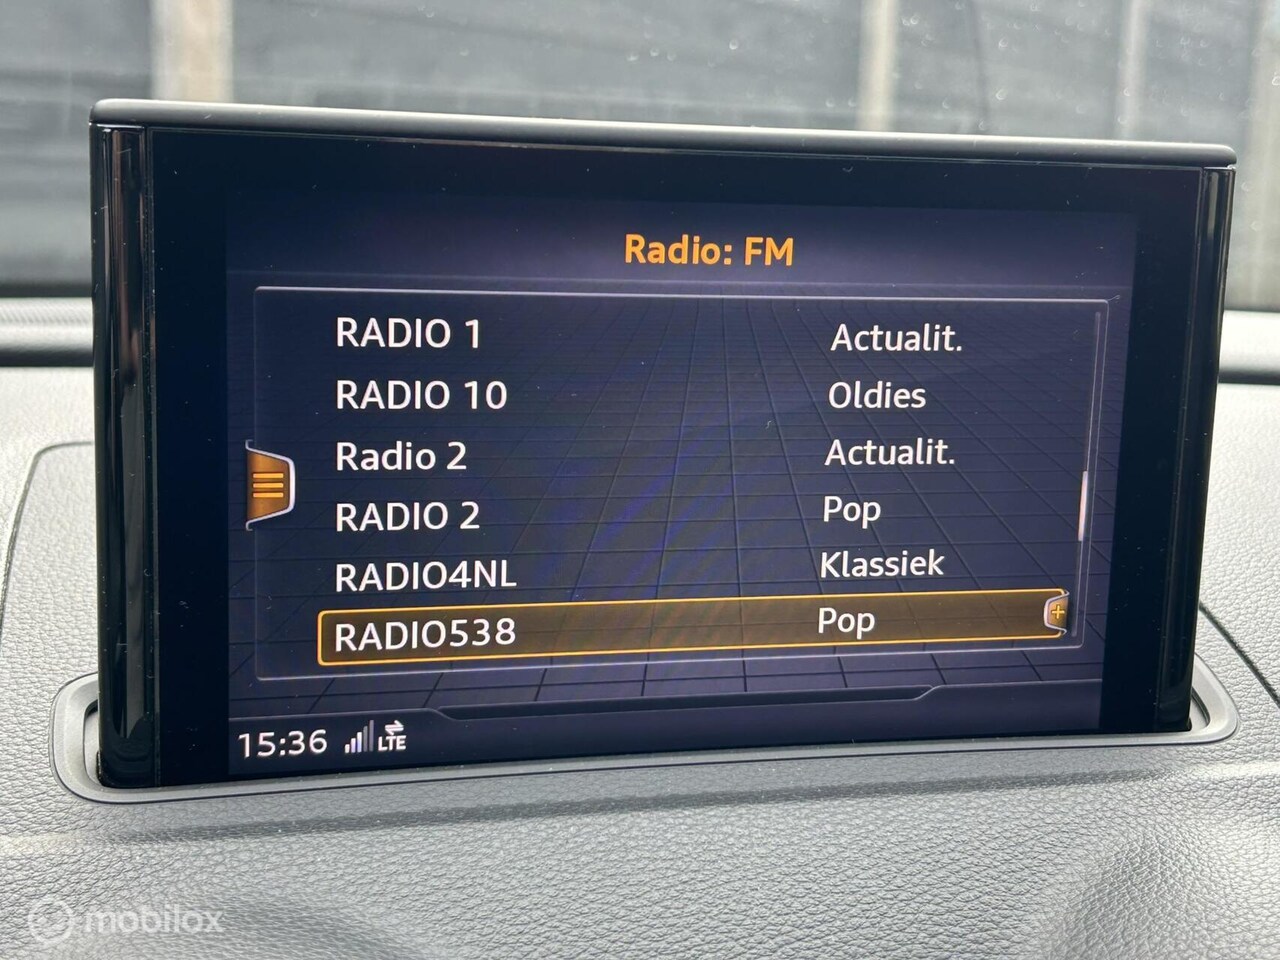 Radio: FM
RADIO 1 Actualit.
RADIO 10 Oldies
Radio 2 Actualit.
RADIO 2 Pop
RADIO4NL Klassiek
RADIO538 Pop
15:36 LTE
mobilox